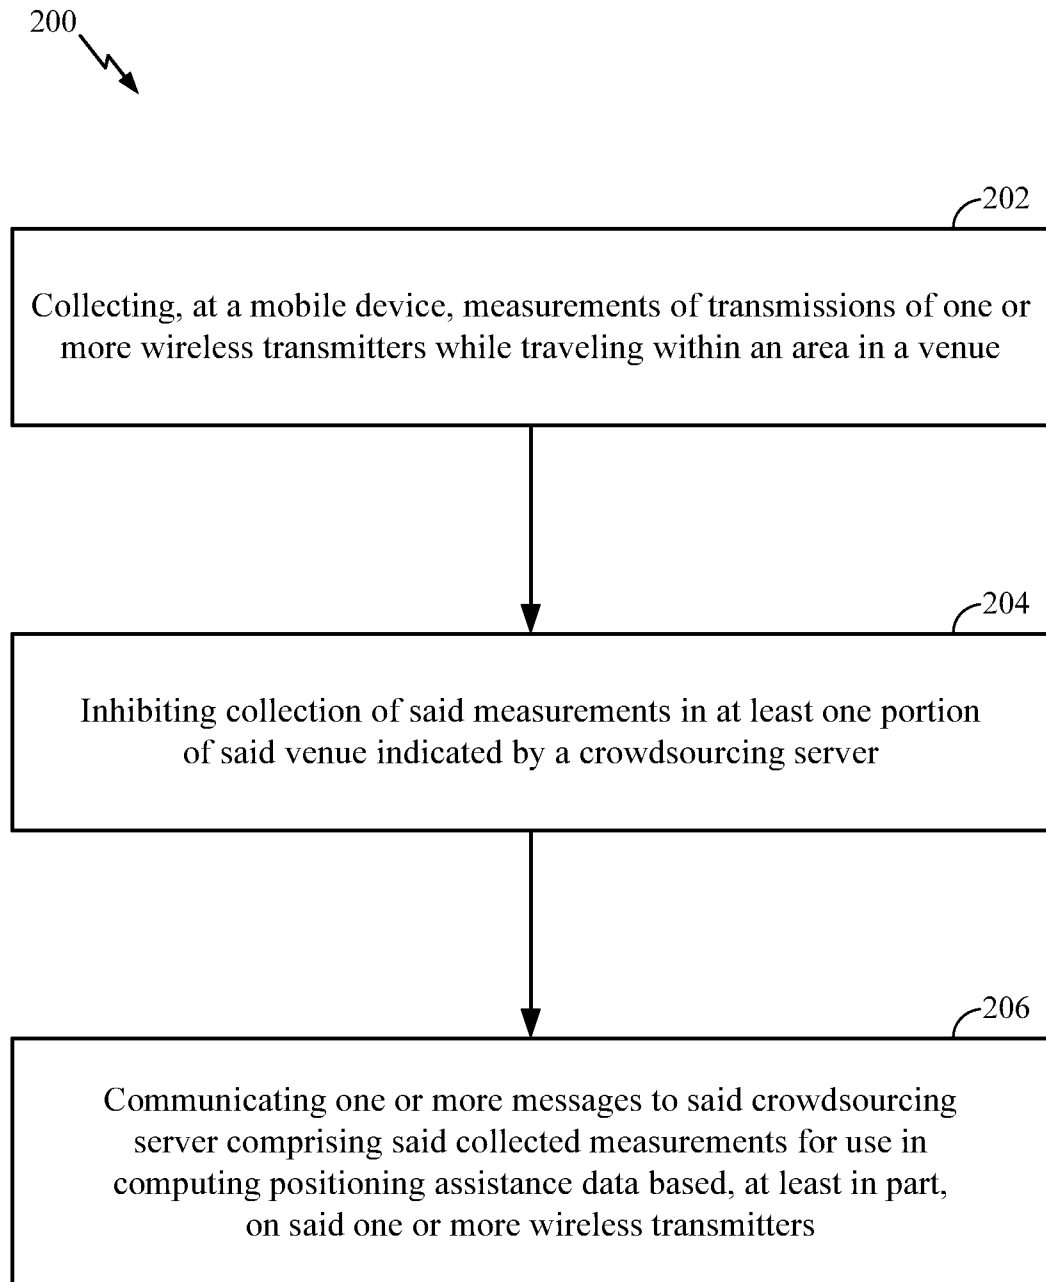 200
202
Collecting, at a mobile device, measurements of transmissions of one or
more wireless transmitters while traveling within an area in a venue
204
Inhibiting collection of said measurements in at least one portion
of said venue indicated by a crowdsourcing server
206
Communicating one or more messages to said crowdsourcing
server comprising said collected measurements for use in
computing positioning assistance data based, at least in part,
on said one or more wireless transmitters